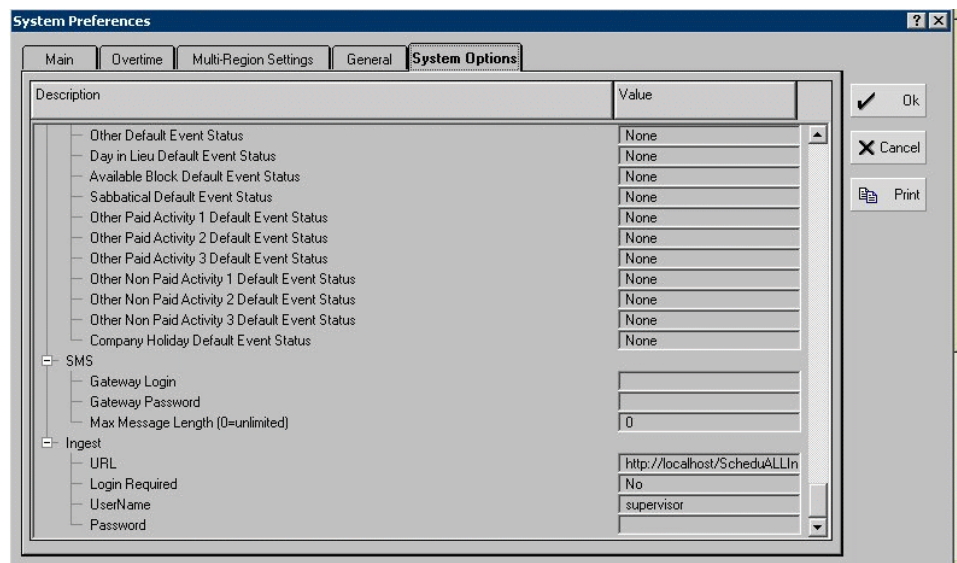 System Preferences
Main Overtime Multi-Region Settings General System Options
Description Value
Ok
Cancel
Print
Other Default Event Status None
Day in Lieu Default Event Status None
Available Block Default Event Status None
Sabbatical Default Event Status None
Other Paid Activity 1 Default Event Status None
Other Paid Activity 2 Default Event Status None
Other Paid Activity 3 Default Event Status None
Other Non Paid Activity 1 Default Event Status None
Other Non Paid Activity 2 Default Event Status None
Other Non Paid Activity 3 Default Event Status None
Company Holiday Default Event Status None
SMS
Gateway Login
Gateway Password
Max Message Length (0=unlimited) 0
Ingest
URL http://localhost/ScheduALLIn
Login Required No
UserName supervisor
Password